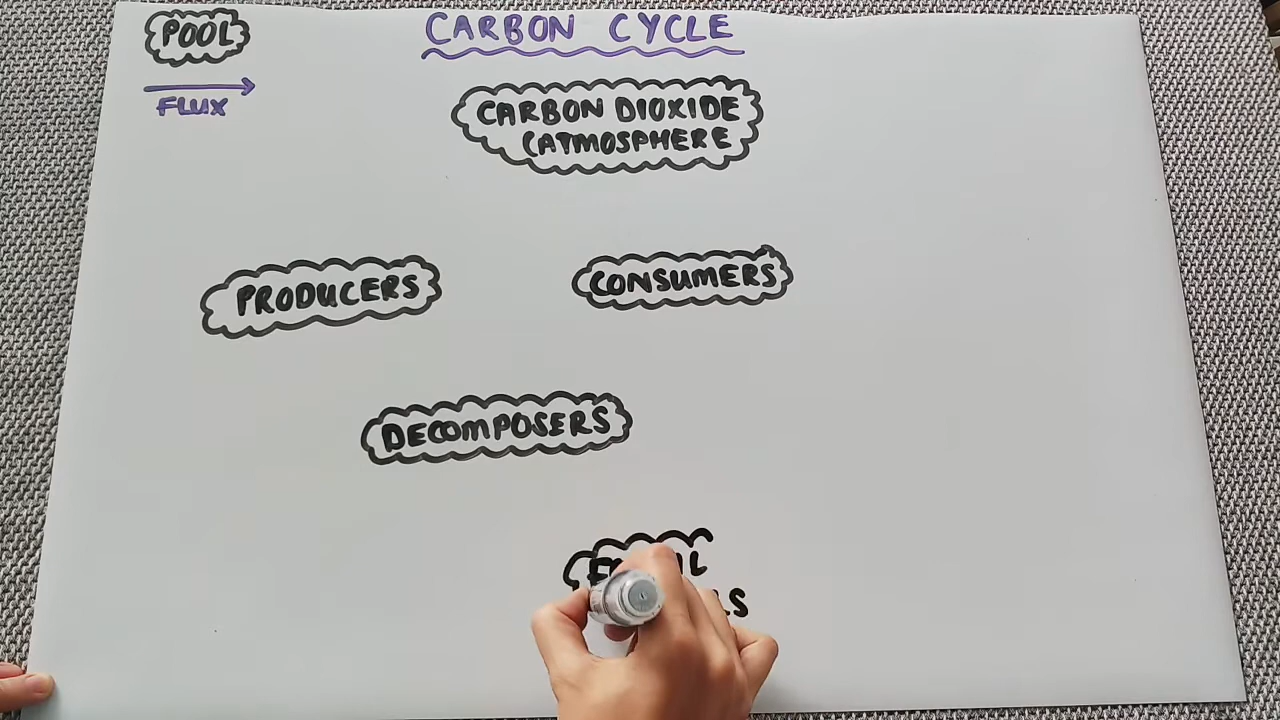 POOL
FLUX
CARBON CYCLE
CARBON DIOXIDE
(ATMOSPHERE
PRODUCERS
CONSUMERS
DECOMPOSERS